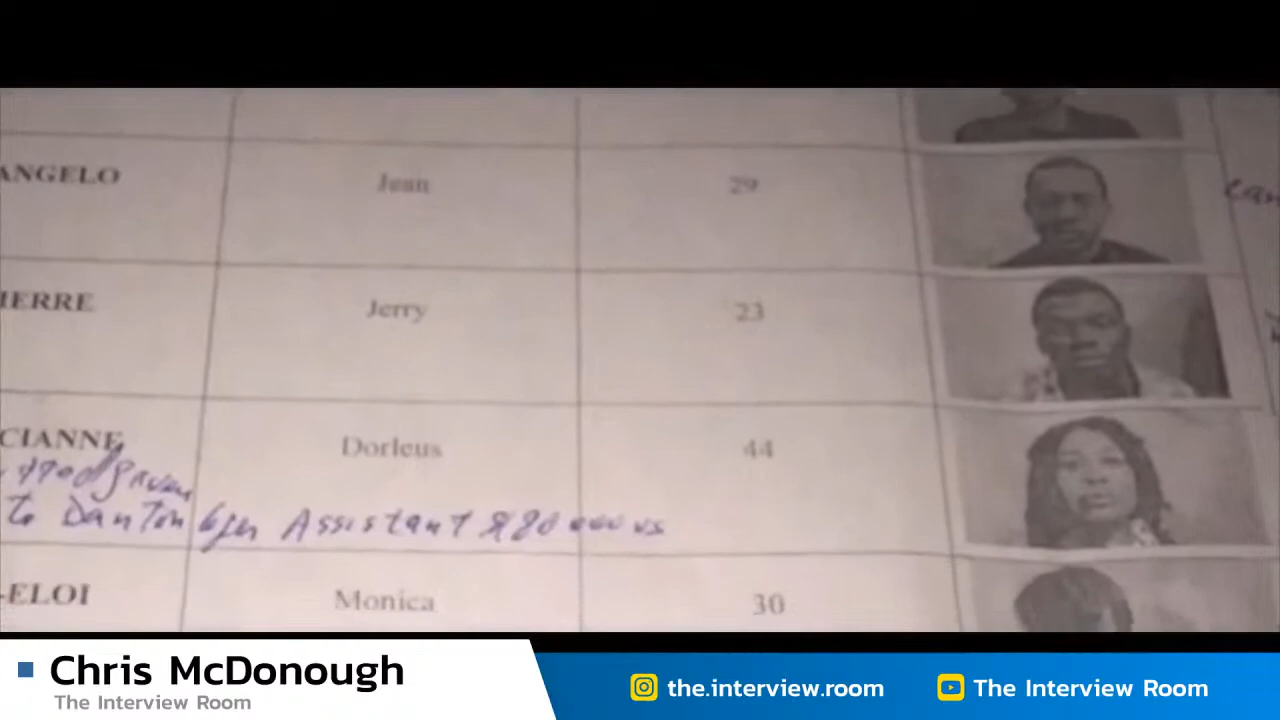 ANGELO Jean 29
IERRE Jerry 23
CIANNE Dorleus 44
to Danton Assistant
-ELOI Monica 30
Chris McDonough
The Interview Room
the.interview.room
The Interview Room